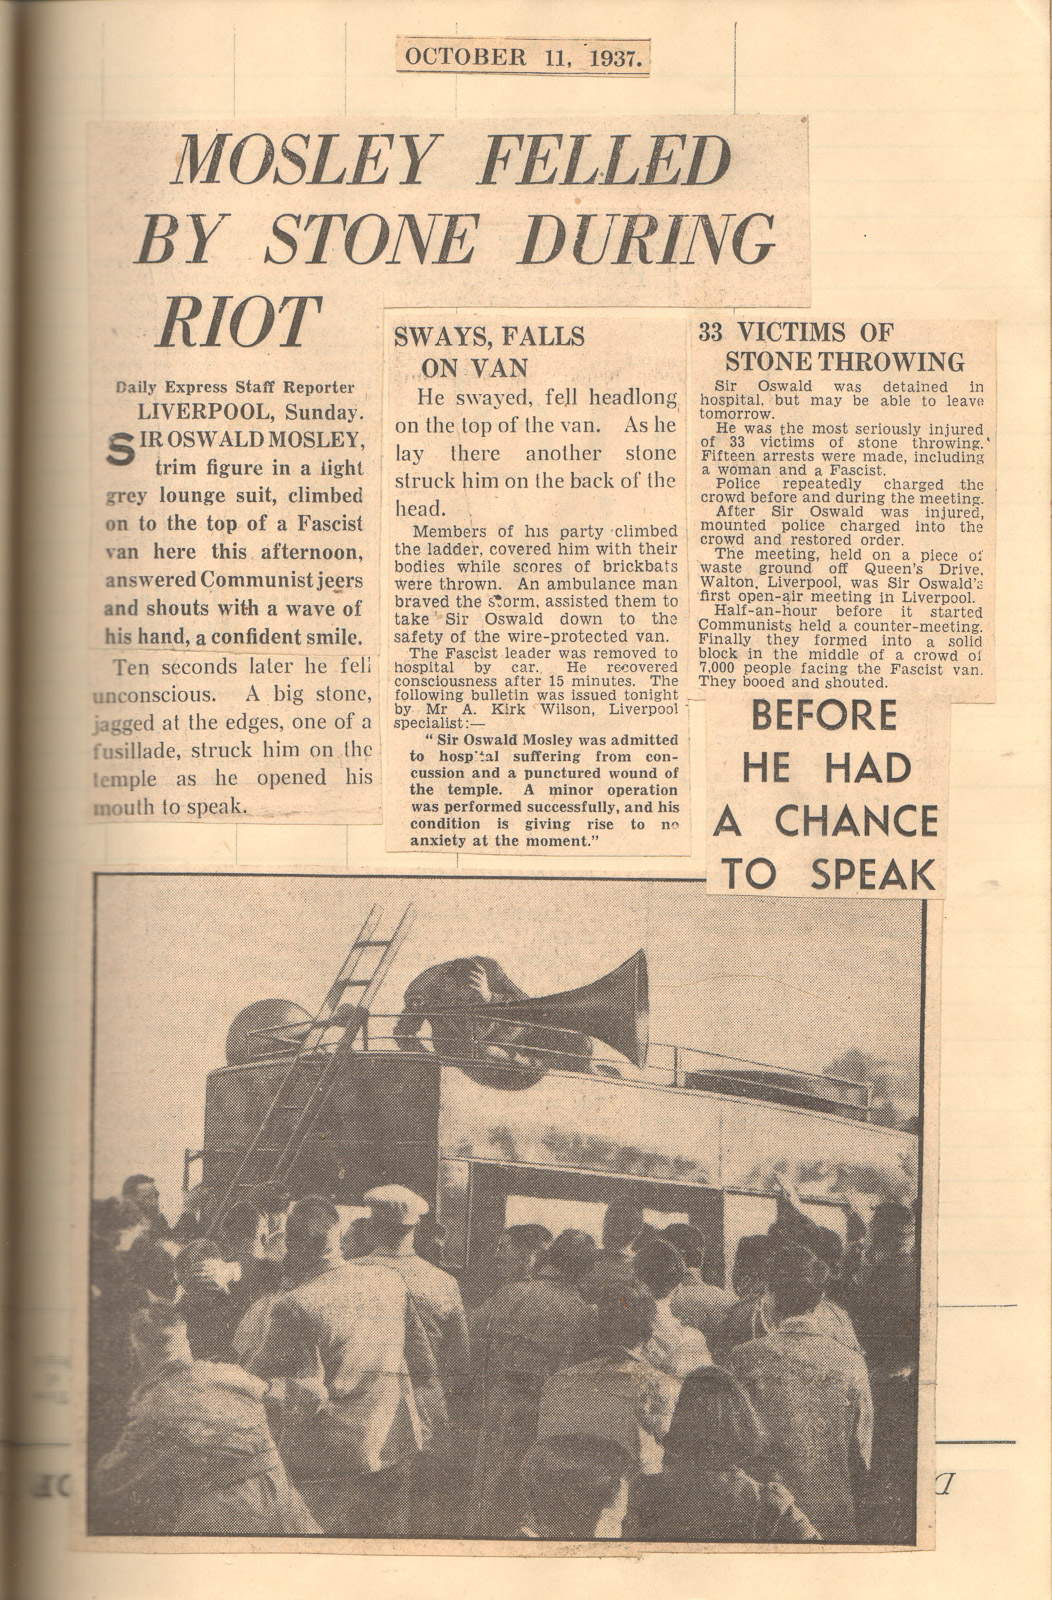 OCTOBER 11, 1937.
MOSLEY FELLED
BY STONE DURING
RIOT
Daily Express Staff Reporter
LIVERPOOL, Sunday.
SIR OSWALD MOSLEY,
trim figure in a light
grey lounge suit, climbed
on to the top of a Fascist
van here this afternoon,
answered Communist jeers
and shouts with a wave of
his hand, a confident smile.
Ten seconds later he fell
unconscious. A big stone,
jagged at the edges, one of a
fusillade, struck him on the
temple as he opened his
mouth to speak.
SWAYS, FALLS
ON VAN
He swayed, fell headlong
on the top of the van. As he
lay there another stone
struck him on the back of the
head.
Members of his party climbed
the ladder, covered him with their
bodies while scores of brickbats
were thrown. An ambulance man
braved the storm, assisted them to
take Sir Oswald down to the
safety of the wire-protected van.
The Fascist leader was removed to
hospital by car. He recovered
consciousness after 15 minutes. The
following bulletin was issued tonight
by Mr A. Kirk Wilson, Liverpool
specialist:—
"Sir Oswald Mosley was admitted
to hospital suffering from con-
cussion and a punctured wound of
the temple. A minor operation
was performed successfully, and his
condition is giving rise to no
anxiety at the moment."
33 VICTIMS OF
STONE THROWING
Sir Oswald was detained in
hospital, but may be able to leave
tomorrow.
He was the most seriously injured
of 33 victims of stone throwing.
Fifteen arrests were made, including
a woman and a Fascist.
Police repeatedly charged the
crowd before and during the meeting.
After Sir Oswald was injured,
mounted police charged into the
crowd and restored order.
The meeting, held on a piece of
waste ground off Queen's Drive,
Walton, Liverpool, was Sir Oswald's
first open-air meeting in Liverpool.
Half-an-hour before it started
Communists held a counter-meeting.
Finally they formed into a solid
block in the middle of a crowd of
7,000 people facing the Fascist van.
They booed and shouted.
BEFORE
HE HAD
A CHANCE
TO SPEAK